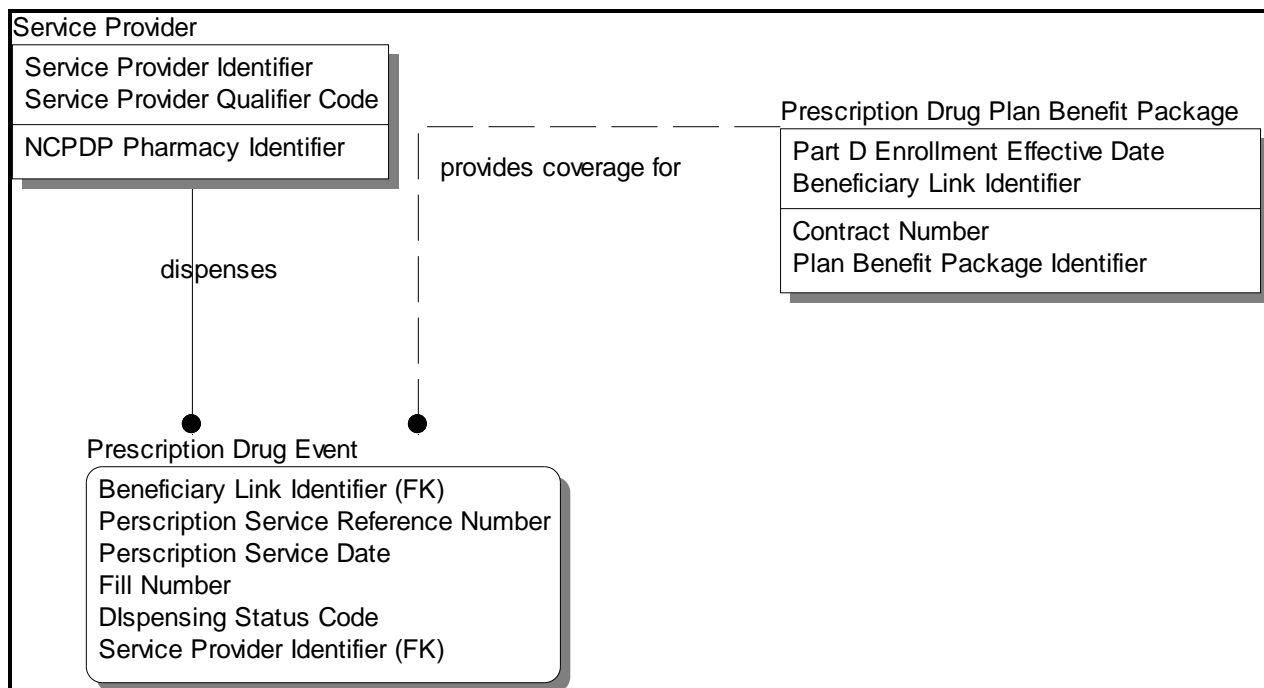 Service Provider
Service Provider Identifier
Service Provider Qualifier Code
NCPDP Pharmacy Identifier
Prescription Drug Plan Benefit Package
Part D Enrollment Effective Date
Beneficiary Link Identifier
Contract Number
Plan Benefit Package Identifier
provides coverage for
dispenses
Prescription Drug Event
Beneficiary Link Identifier (FK)
Perscription Service Reference Number
Perscription Service Date
Fill Number
DIspensing Status Code
Service Provider Identifier (FK)